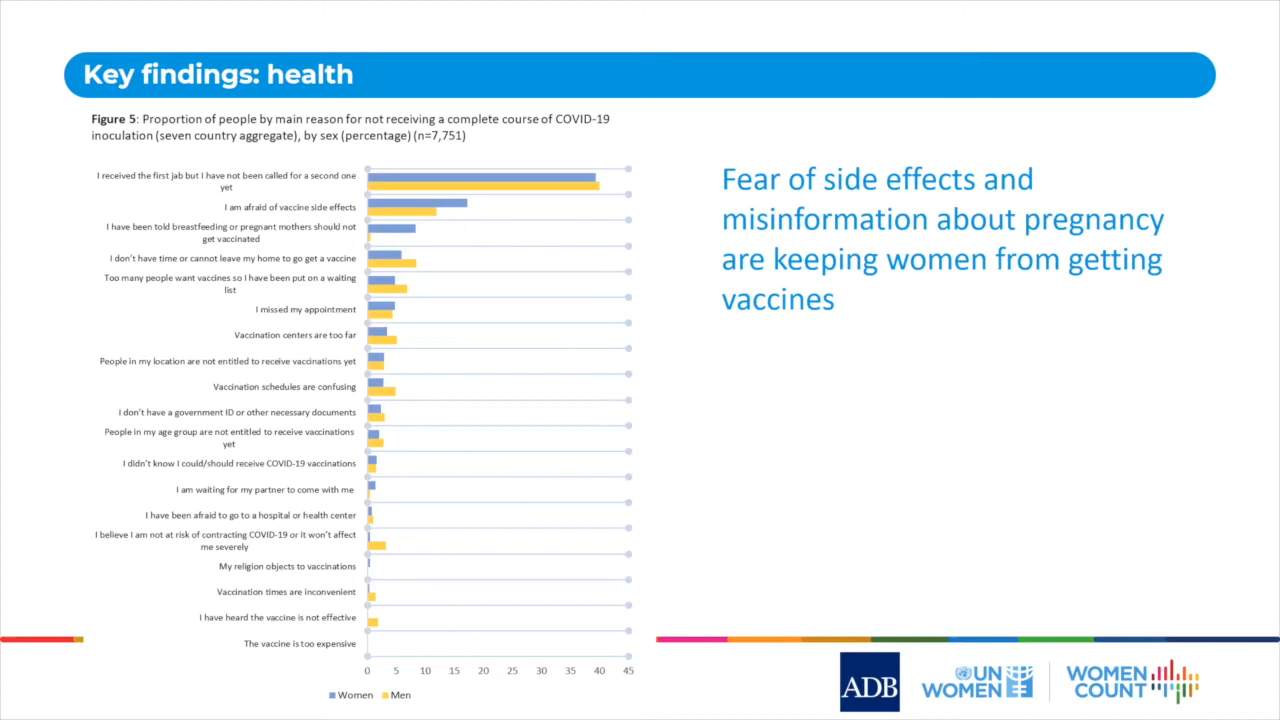 Key findings: health
Figure 5: Proportion of people by main reason for not receiving a complete course of COVID-19
inoculation (seven country aggregate), by sex (percentage) (n=7,751)
I received the first jab but I have not been called for a second one
yet
I am afraid of vaccine side effects
I have been told breastfeeding or pregnant mothers should not
get vaccinated
I don't have time or cannot leave my home to go get a vaccine
Too many people want vaccines so I have been put on a waiting
list
I missed my appointment
Vaccination centers are too far
People in my location are not entitled to receive vaccinations yet
Vaccination schedules are confusing
I don't have a government ID or other necessary documents
People in my age group are not entitled to receive vaccinations
yet
I didn't know I could/should receive COVID-19 vaccinations
I am waiting for my partner to come with me
I have been afraid to go to a hospital or health center
I believe I am not at risk of contracting COVID-19 or it won't affect
me severely
My religion objects to vaccinations
Vaccination times are inconvenient
I have heard the vaccine is not effective
The vaccine is too expensive
0 5 10 15 20 25 30 35 40 45
Women Men
Fear of side effects and
misinformation about pregnancy
are keeping women from getting
vaccines
ADB
UN
WOMEN
WOMEN
COUNT